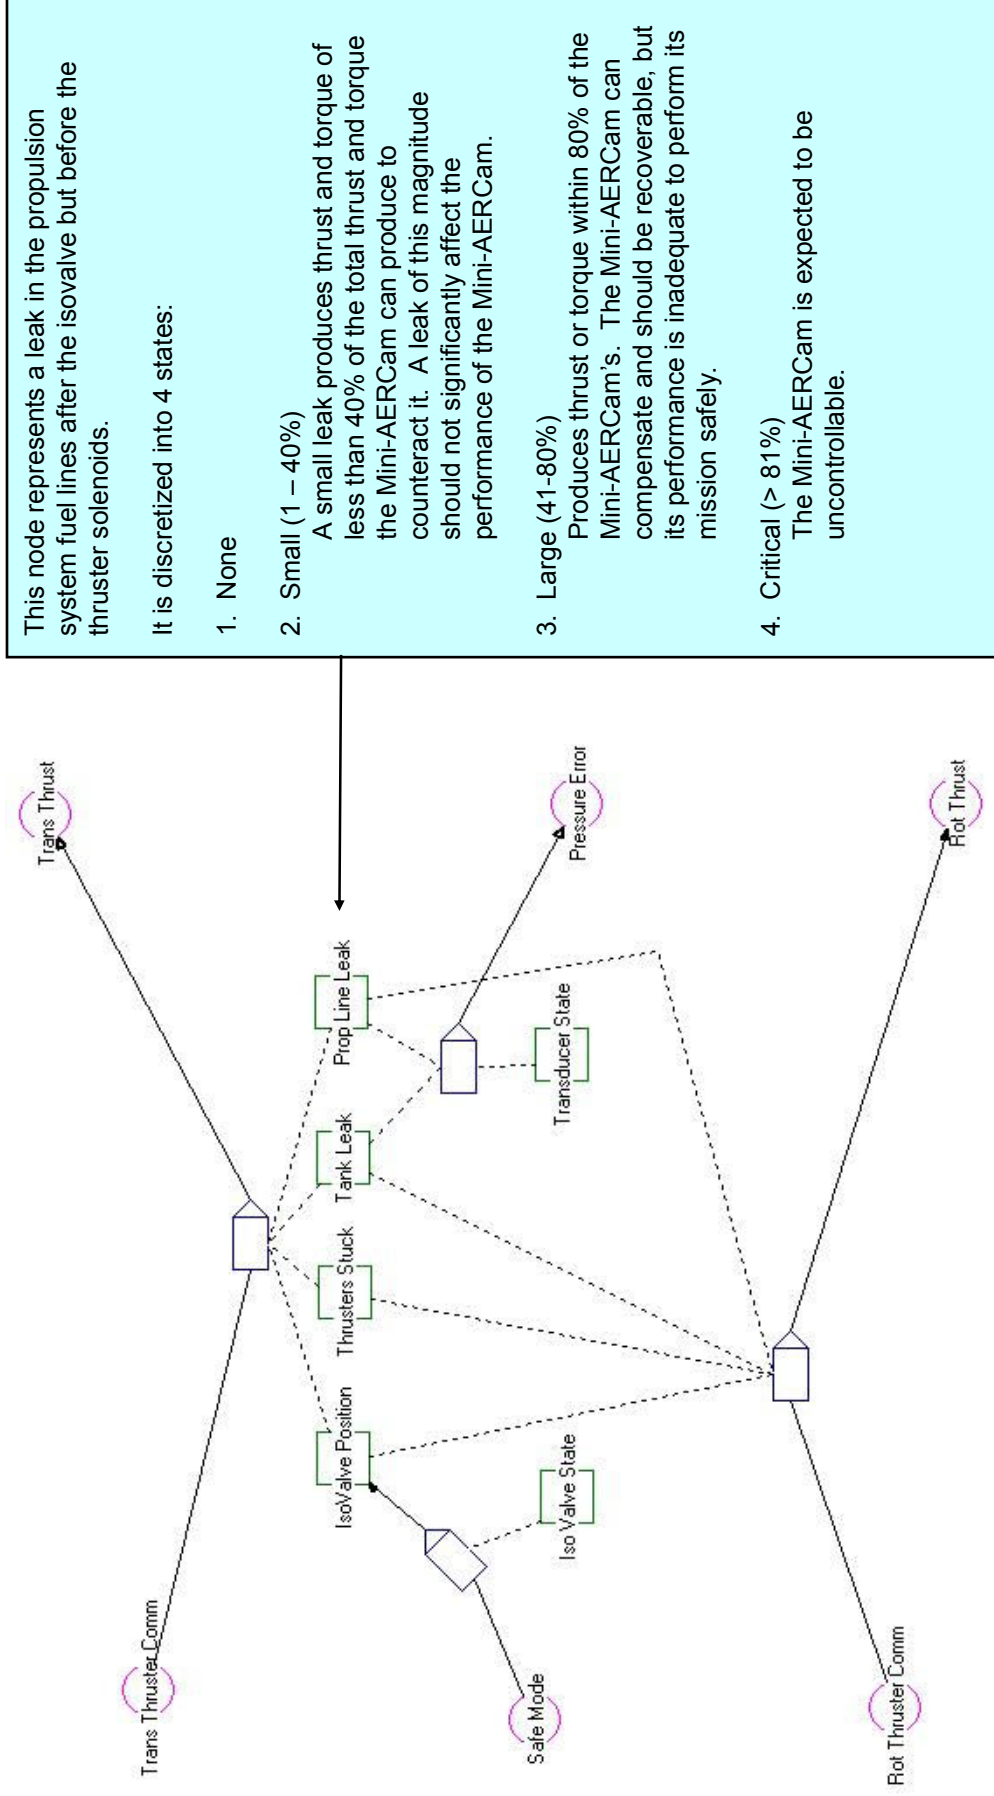 This node represents a leak in the propulsion
system fuel lines after the isovalve but before the
thruster solenoids.
It is discretized into 4 states:
1. None
2. Small (1 – 40%)
A small leak produces thrust and torque of
less than 40% of the total thrust and torque
the Mini-AERCam can produce to
counteract it. A leak of this magnitude
should not significantly affect the
performance of the Mini-AERCam.
3. Large (41-80%)
Produces thrust or torque within 80% of the
Mini-AERCam's. The Mini-AERCam can
compensate and should be recoverable, but
its performance is inadequate to perform its
mission safely.
4. Critical (> 81%)
The Mini-AERCam is expected to be
uncontrollable.
Trans Thruster Comm
Trans Thrust
IsoValve Position
Thrusters Stuck
Tank Leak
Prop Line Leak
Safe Mode
Iso Valve State
Transducer State
Pressure Error
Rot Thruster Comm
Rot Thrust